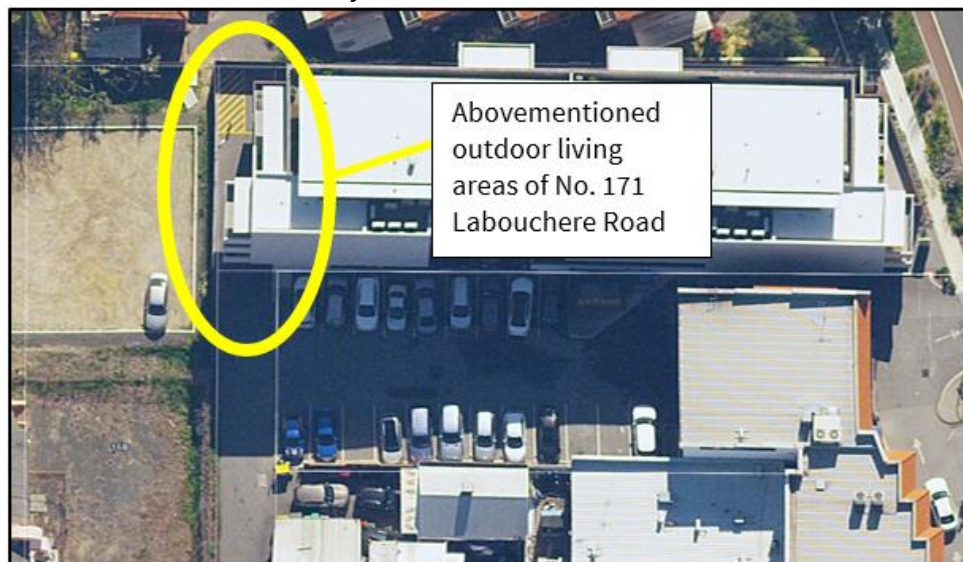 Abovementioned
outdoor living
areas of No. 171
Labouchere Road